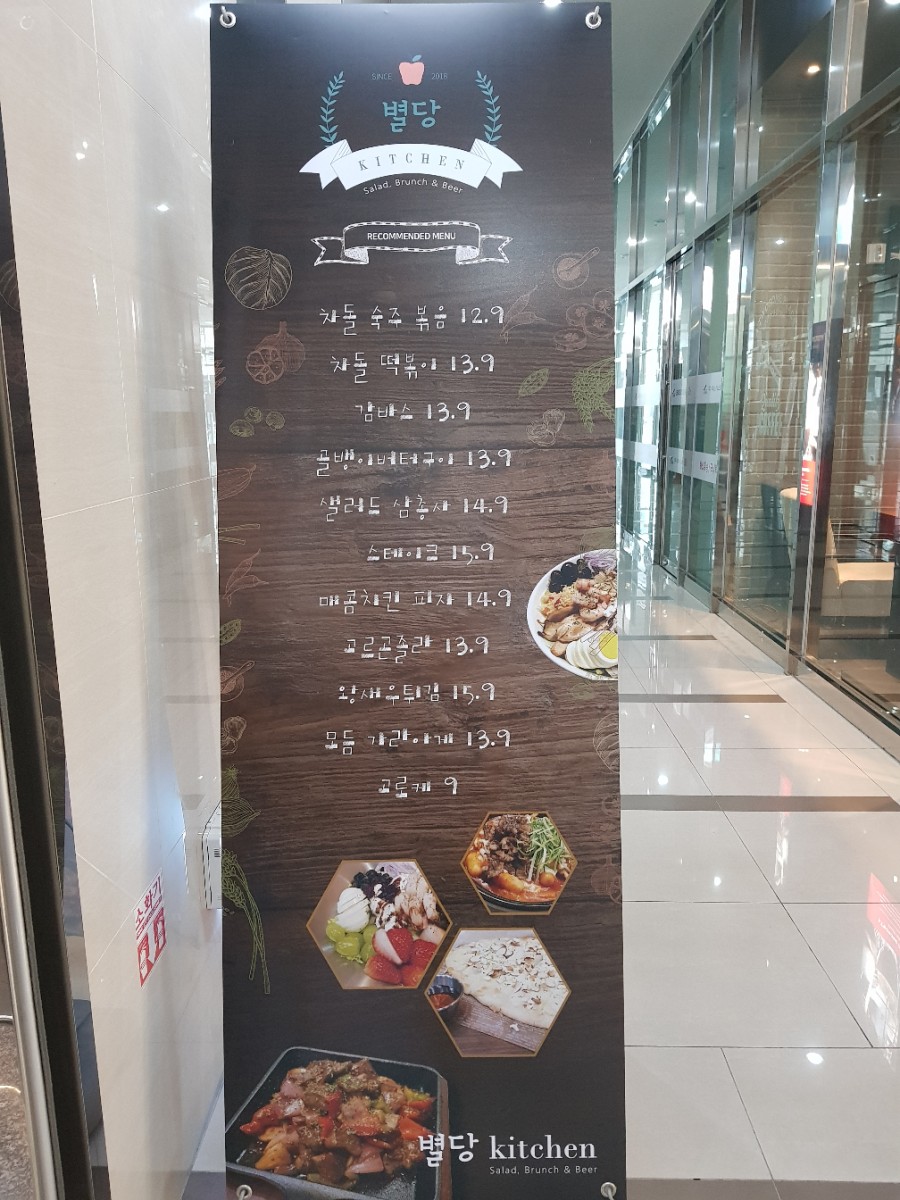 SINCE 2018
별당
KITCHEN
Salad, Brunch & Beer
RECOMMENDED MENU
차돌 숙주 볶음 12.9
차돌 떡볶이 13.9
감바스 13.9
골뱅이버터구이 13.9
샐러드 삼총사 14.9
스테이크 15.9
매콤치킨 피자 14.9
고르곤졸라 13.9
왕새우튀김 15.9
모듬 가라아게 13.9
고로케 9
소화기
별당 kitchen
Salad, Brunch & Beer